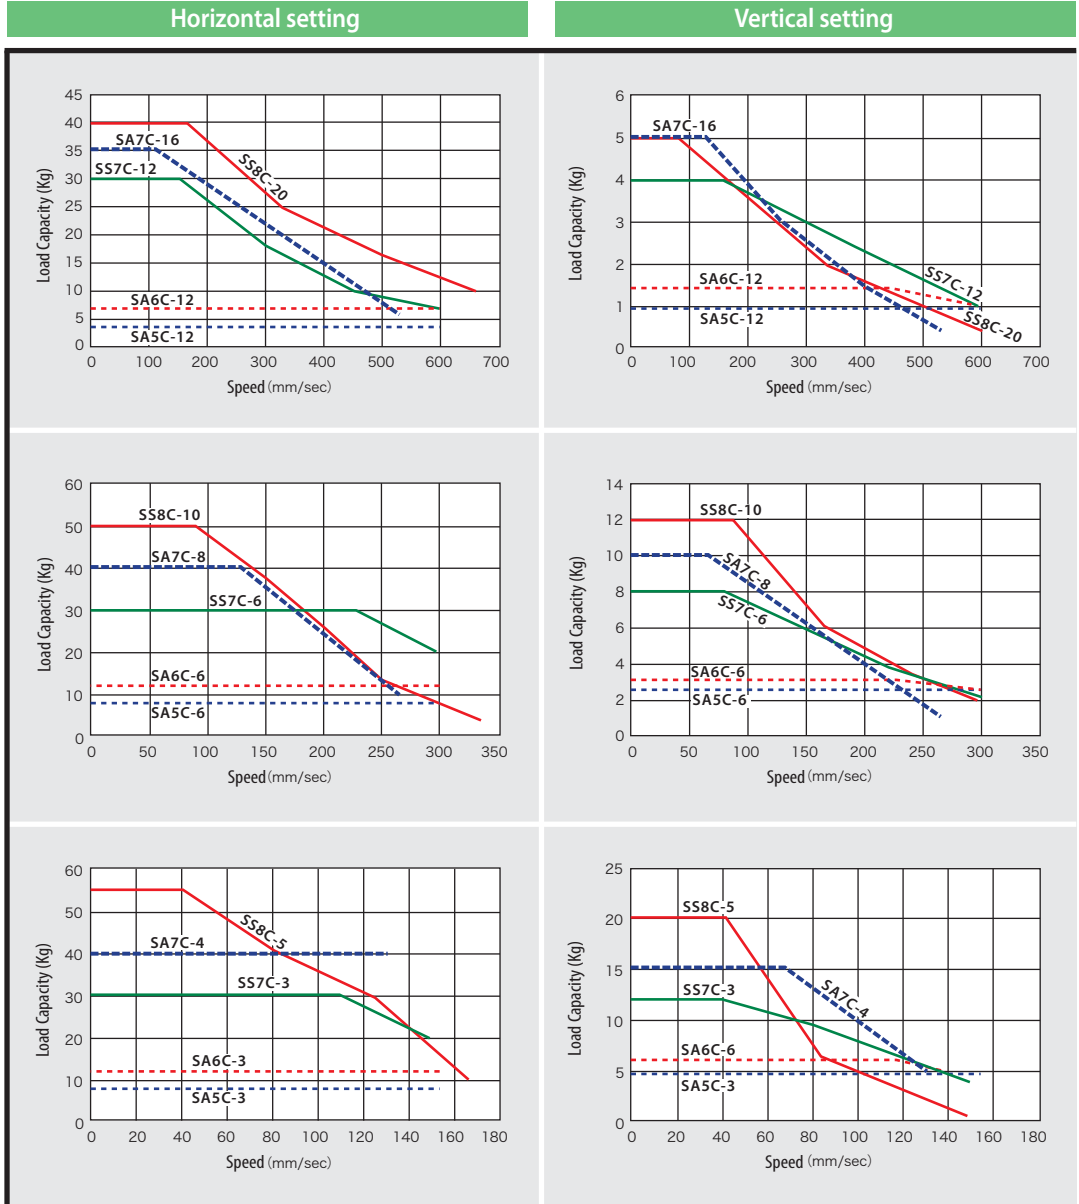 Horizontal setting
Vertical setting
45
40
35
30
25
20
15
10
5
0
Load Capacity (Kg)
SA7C-16
SS7C-12
SS8C-20
SA6C-12
SA5C-12
0 100 200 300 400 500 600 700
Speed (mm/sec)
6
5
4
3
2
1
0
Load Capacity (Kg)
SA7C-16
SA6C-12
SS7C-12
SA5C-12
SS8C-20
0 100 200 300 400 500 600 700
Speed (mm/sec)
60
50
40
30
20
10
0
Load Capacity (Kg)
SS8C-10
SA7C-8
SS7C-6
SA6C-6
SA5C-6
0 50 100 150 200 250 300 350
Speed (mm/sec)
14
12
10
8
6
4
2
0
Load Capacity (Kg)
SS8C-10
SA7C-8
SS7C-6
SA6C-6
SA5C-6
0 50 100 150 200 250 300 350
Speed (mm/sec)
60
50
40
30
20
10
0
Load Capacity (Kg)
SS8C-5
SA7C-4
SS7C-3
SA6C-3
SA5C-3
0 20 40 60 80 100 120 140 160 180
Speed (mm/sec)
25
20
15
10
5
0
Load Capacity (Kg)
SS8C-5
SS7C-3
SA7C-4
SA6C-6
SA5C-3
0 20 40 60 80 100 120 140 160 180
Speed (mm/sec)